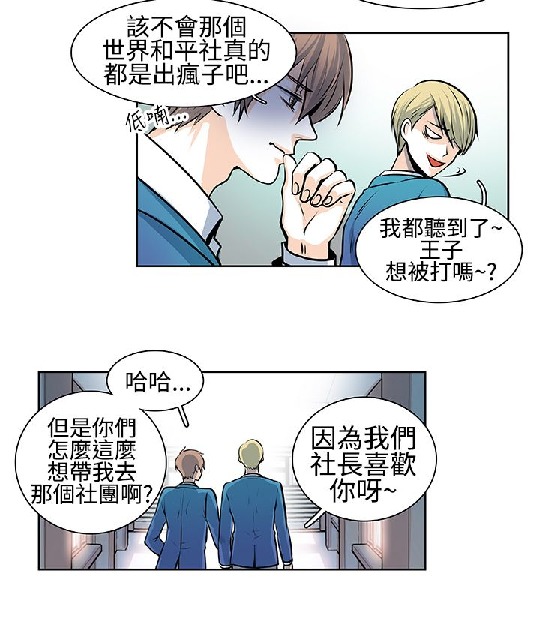 該不會那個
世界和平社真的
都是出瘋子吧...
低喃...
我都聽到了~
王子
想被打嗎~?
哈哈...
但是你們
怎麼這麼
想帶我去
那個社團啊?
因為我們
社長喜歡
你呀~